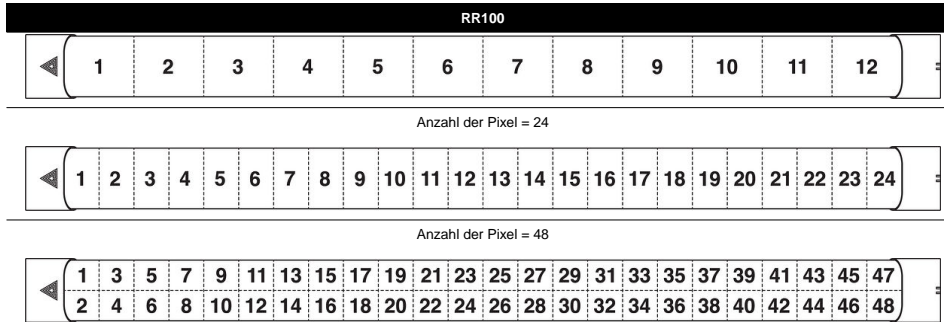 RR100
1 2 3 4 5 6 7 8 9 10 11 12
Anzahl der Pixel = 24
1 2 3 4 5 6 7 8 9 10 11 12 13 14 15 16 17 18 19 20 21 22 23 24
Anzahl der Pixel = 48
1 3 5 7 9 11 13 15 17 19 21 23 25 27 29 31 33 35 37 39 41 43 45 47
2 4 6 8 10 12 14 16 18 20 22 24 26 28 30 32 34 36 38 40 42 44 46 48